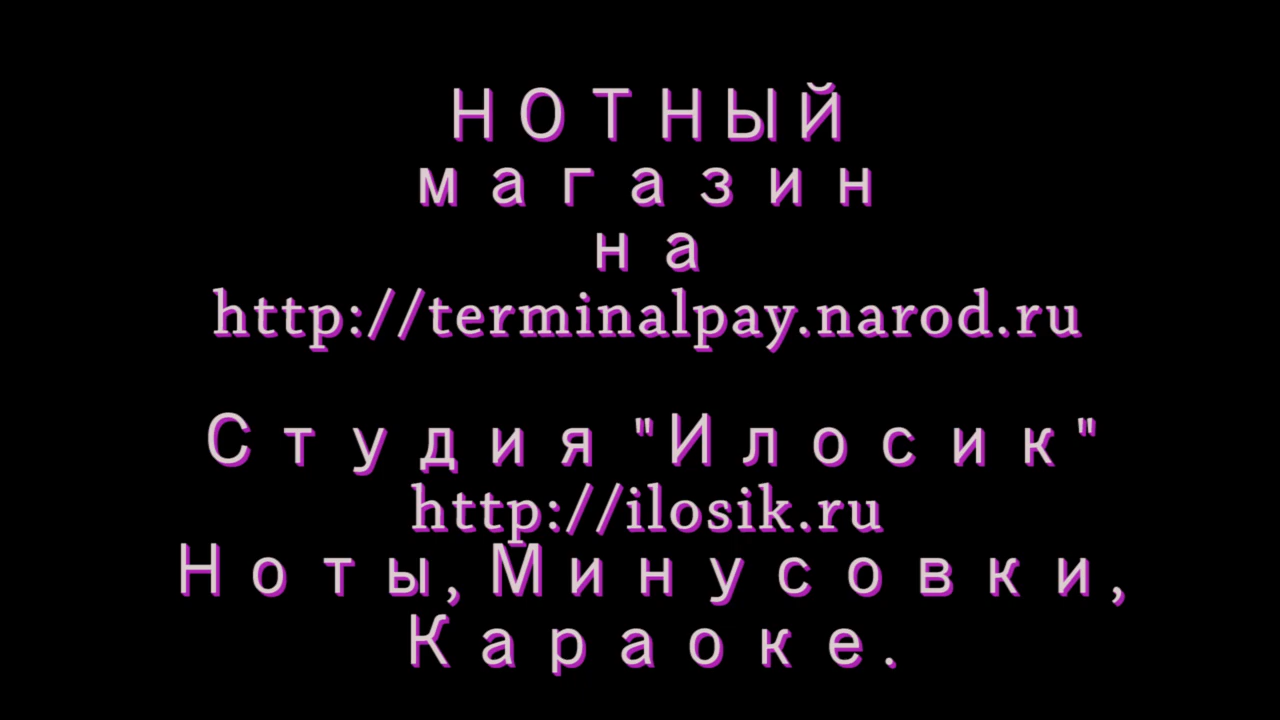 НОТНЫЙ
магазин
на
http://terminalpay.narod.ru
Студия "Илосик"
http://ilosik.ru
Ноты, Минусовки,
Караоке.